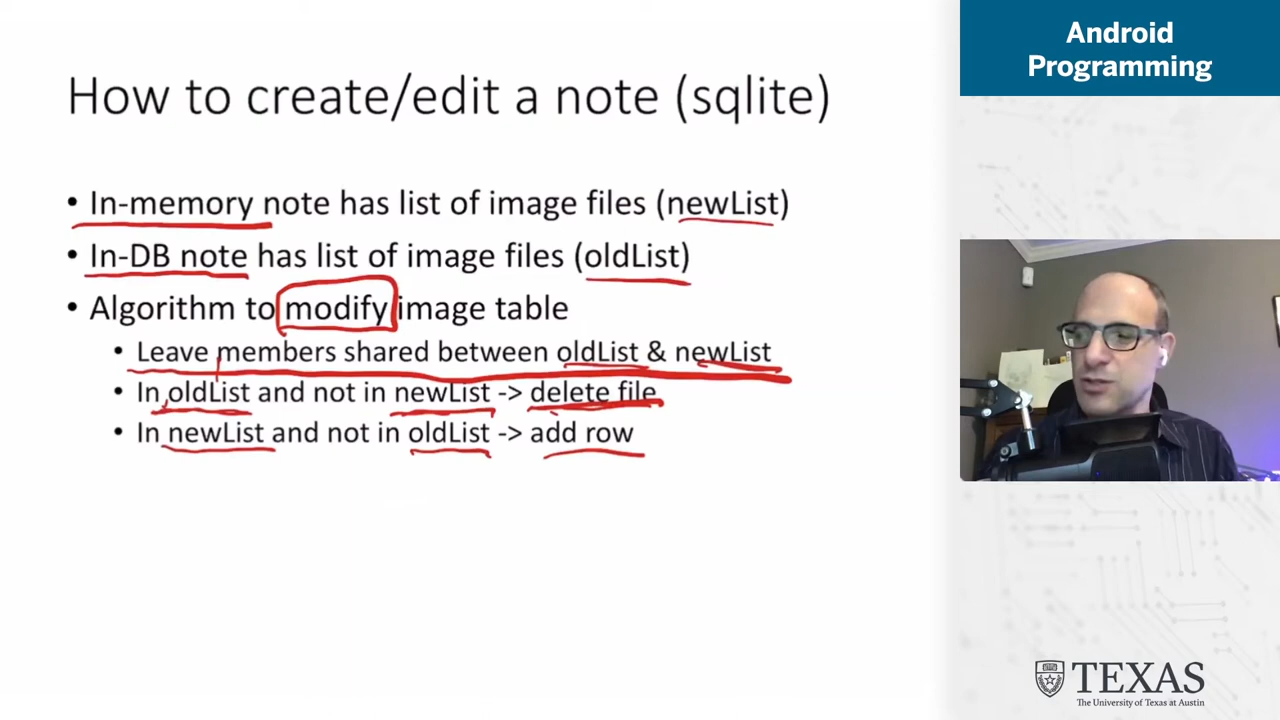 Android
Programming
How to create/edit a note (sqlite)
• In-memory note has list of image files (newList)
• In-DB note has list of image files (oldList)
• Algorithm to modify image table
• Leave members shared between oldList & newList
• In oldList and not in newList -> delete file
• In newList and not in oldList -> add row
TEXAS
The University of Texas at Austin